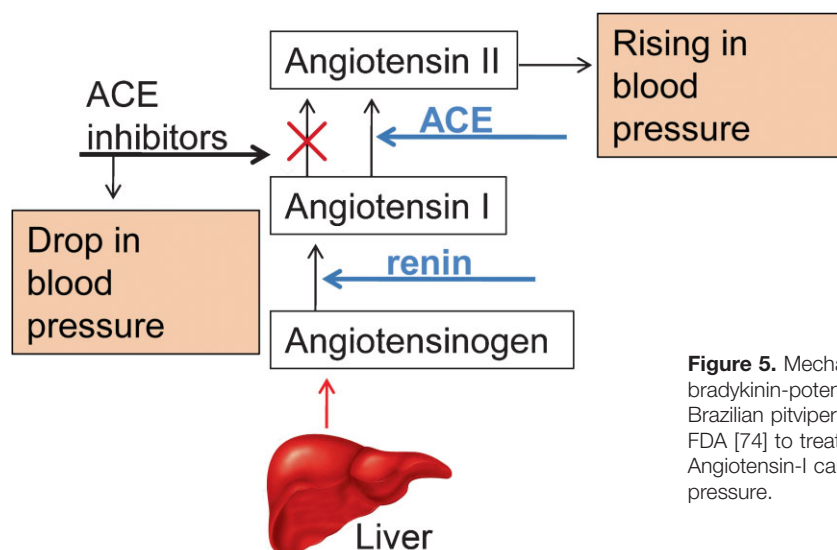 Angiotensin II
Rising in
blood
pressure
ACE
inhibitors
ACE
Angiotensin I
Drop in
blood
pressure
renin
Angiotensinogen
Liver
Figure 5. Mecha
bradykinin-poten
Brazilian pitviper
FDA [74] to treat
Angiotensin-I ca
pressure.